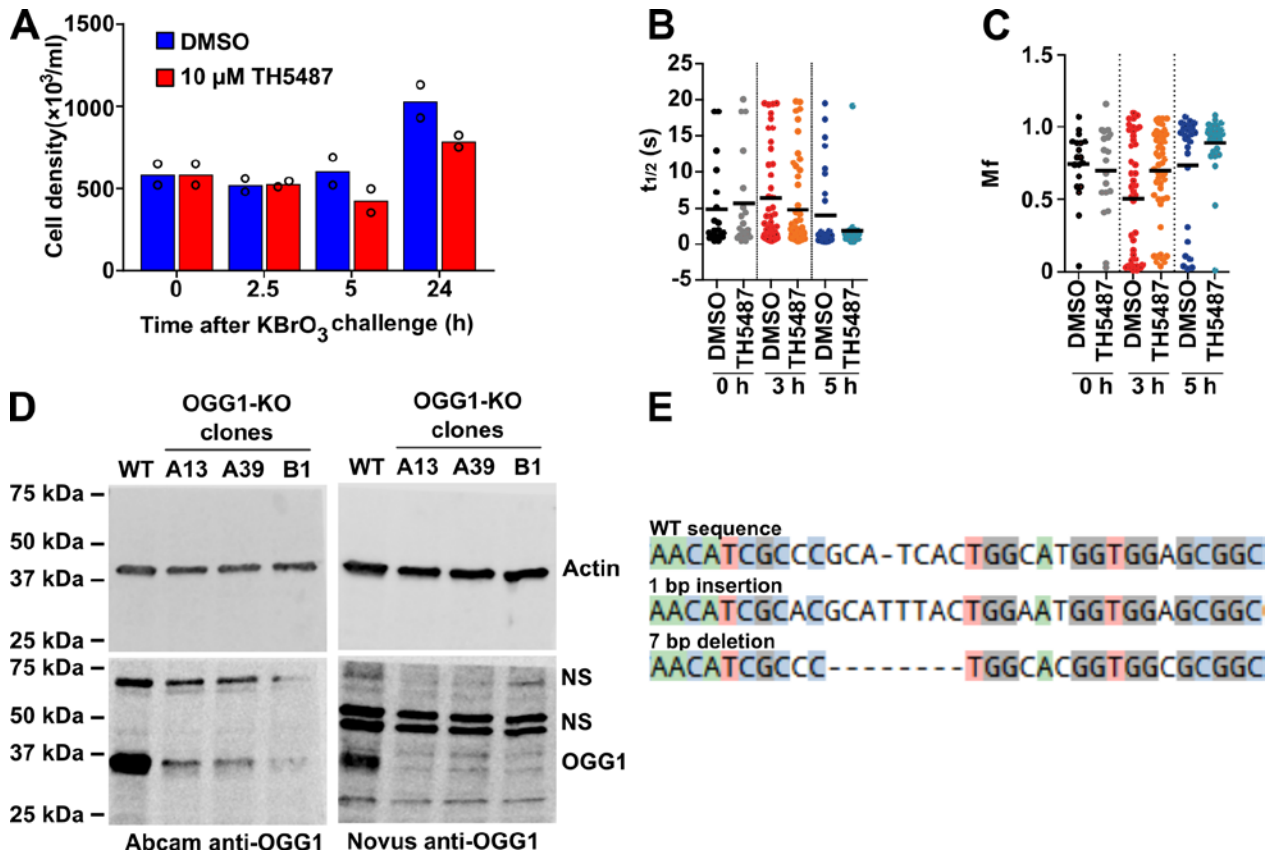 A
Cell density(×10³/ml)
1500
1000
500
0
DMSO
10 µM TH5487
0 2.5 5 24
Time after KBrO₃ challenge (h)
B
t1/2 (s)
25
20
15
10
5
0
-5
DMSO TH5487 DMSO TH5487 DMSO TH5487
0 h 3 h 5 h
C
Mf
1.5
1.0
0.5
0
DMSO TH5487 DMSO TH5487 DMSO TH5487
0 h 3 h 5 h
D
OGG1-KO clones
WT A13 A39 B1
OGG1-KO clones
WT A13 A39 B1
75 kDa
50 kDa
37 kDa
25 kDa
Actin
75 kDa
50 kDa
37 kDa
25 kDa
NS
NS
OGG1
Abcam anti-OGG1
Novus anti-OGG1
E
WT sequence
AACATCGCCCGCA-TCACTGGCATGGTGGAGCGGC
1 bp insertion
AACATCGCACGCATTTACTGGAATGGTGGAGCGGC
7 bp deletion
AACATCGCCC--------TGGCACGGTGGCGCGGC